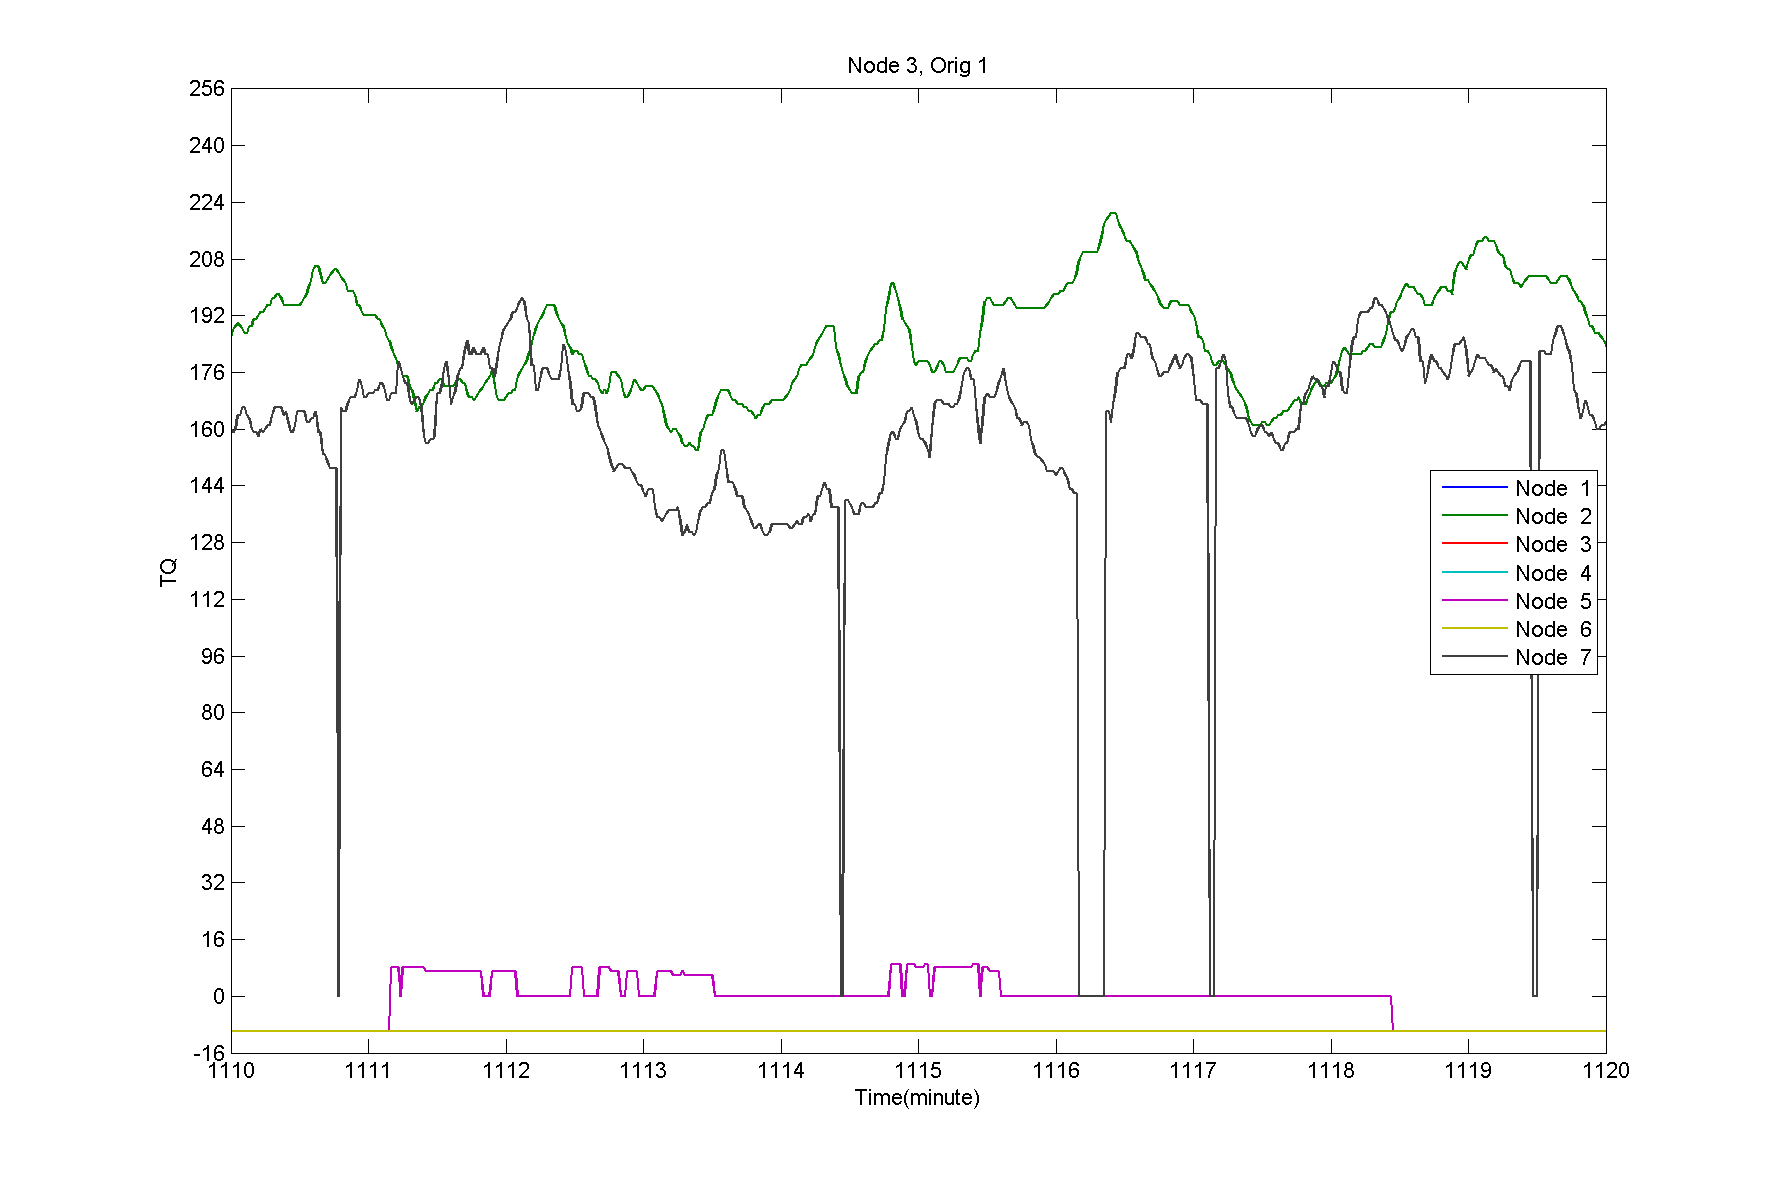 Node 3, Orig 1
256
240
224
208
192
176
160
144
128
112
96
80
64
48
32
16
0
-16
TQ
Node 1
Node 2
Node 3
Node 4
Node 5
Node 6
Node 7
1110 1111 1112 1113 1114 1115 1116 1117 1118 1119 1120
Time(minute)